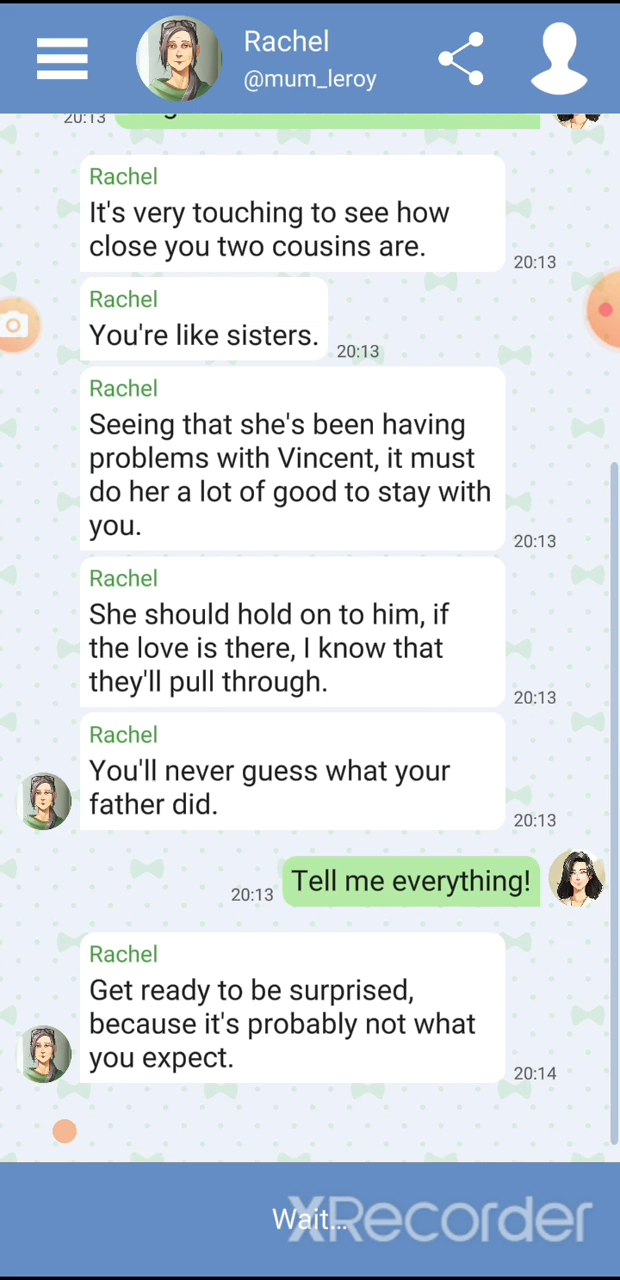 Rachel
@mum_leroy
20:13
Rachel
It's very touching to see how
close you two cousins are.
20:13
Rachel
You're like sisters.
20:13
Rachel
Seeing that she's been having
problems with Vincent, it must
do her a lot of good to stay with
you.
20:13
Rachel
She should hold on to him, if
the love is there, I know that
they'll pull through.
20:13
Rachel
You'll never guess what your
father did.
20:13
Tell me everything!
20:13
Rachel
Get ready to be surprised,
because it's probably not what
you expect.
20:14
Wait...
XRecorder